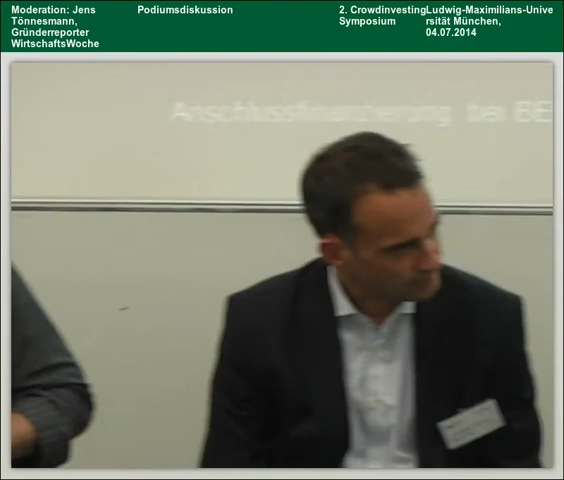 Moderation: Jens
Tönnesmann,
Gründerreporter
WirtschaftsWoche
Podiumsdiskussion
2. Crowdinvesting
Symposium
Ludwig-Maximilians-Unive
rsität München,
04.07.2014
Anschlussfinanzierung bei BE